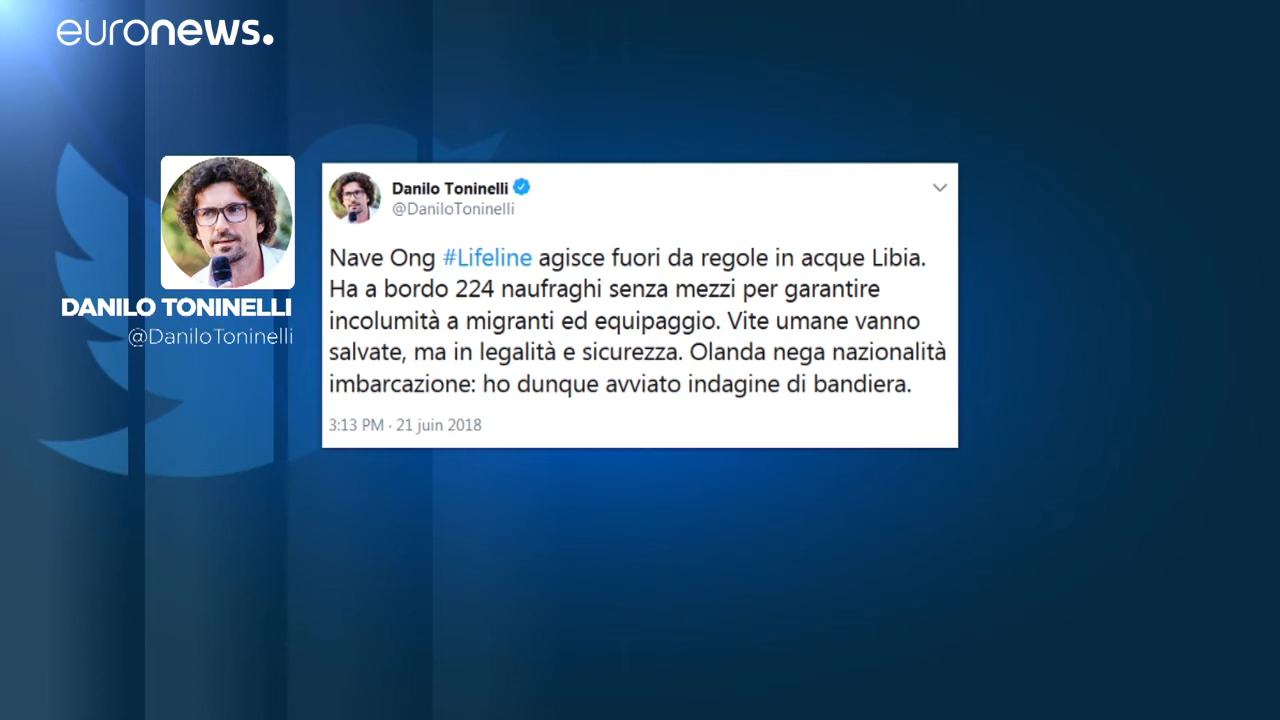 euronews.
DANILO TONINELLI
@DaniloToninelli
Danilo Toninelli
@DaniloToninelli
Nave Ong #Lifeline agisce fuori da regole in acque Libia.
Ha a bordo 224 naufraghi senza mezzi per garantire
incolumità a migranti ed equipaggio. Vite umane vanno
salvate, ma in legalità e sicurezza. Olanda nega nazionalità
imbarcazione: ho dunque avviato indagine di bandiera.
3:13 PM · 21 juin 2018